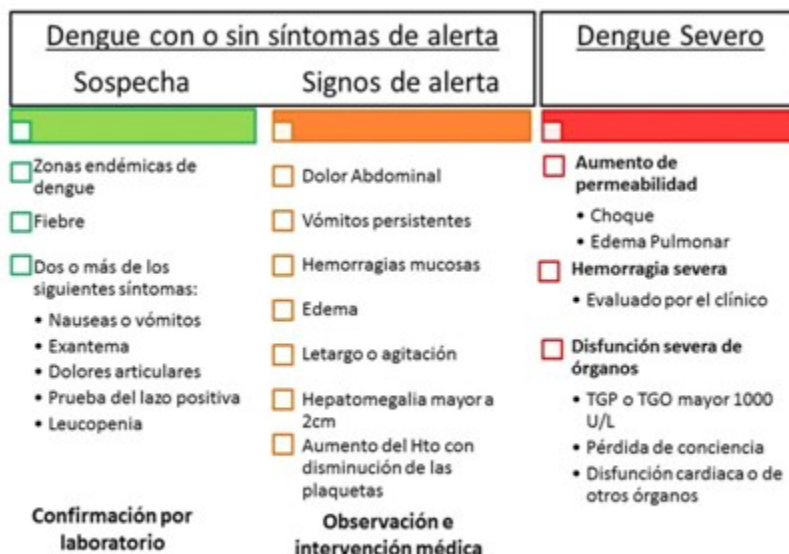 Dengue con o sin síntomas de alerta
Sospecha
Signos de alerta
Dengue Severo
Zonas endémicas de
dengue
Fiebre
Dos o más de los
siguientes síntomas:
• Nauseas o vómitos
• Exantema
• Dolores articulares
• Prueba del lazo positiva
• Leucopenia
Confirmación por
laboratorio
Dolor Abdominal
Vómitos persistentes
Hemorragias mucosas
Edema
Letargo o agitación
Hepatomegalia mayor a
2cm
Aumento del Hto con
disminución de las
plaquetas
Observación e
intervención médica
Aumento de
permeabilidad
• Choque
• Edema Pulmonar
Hemorragia severa
• Evaluado por el clínico
Disfunción severa de
órganos
• TGP o TGO mayor 1000
U/L
• Pérdida de conciencia
• Disfunción cardiaca o de
otros órganos